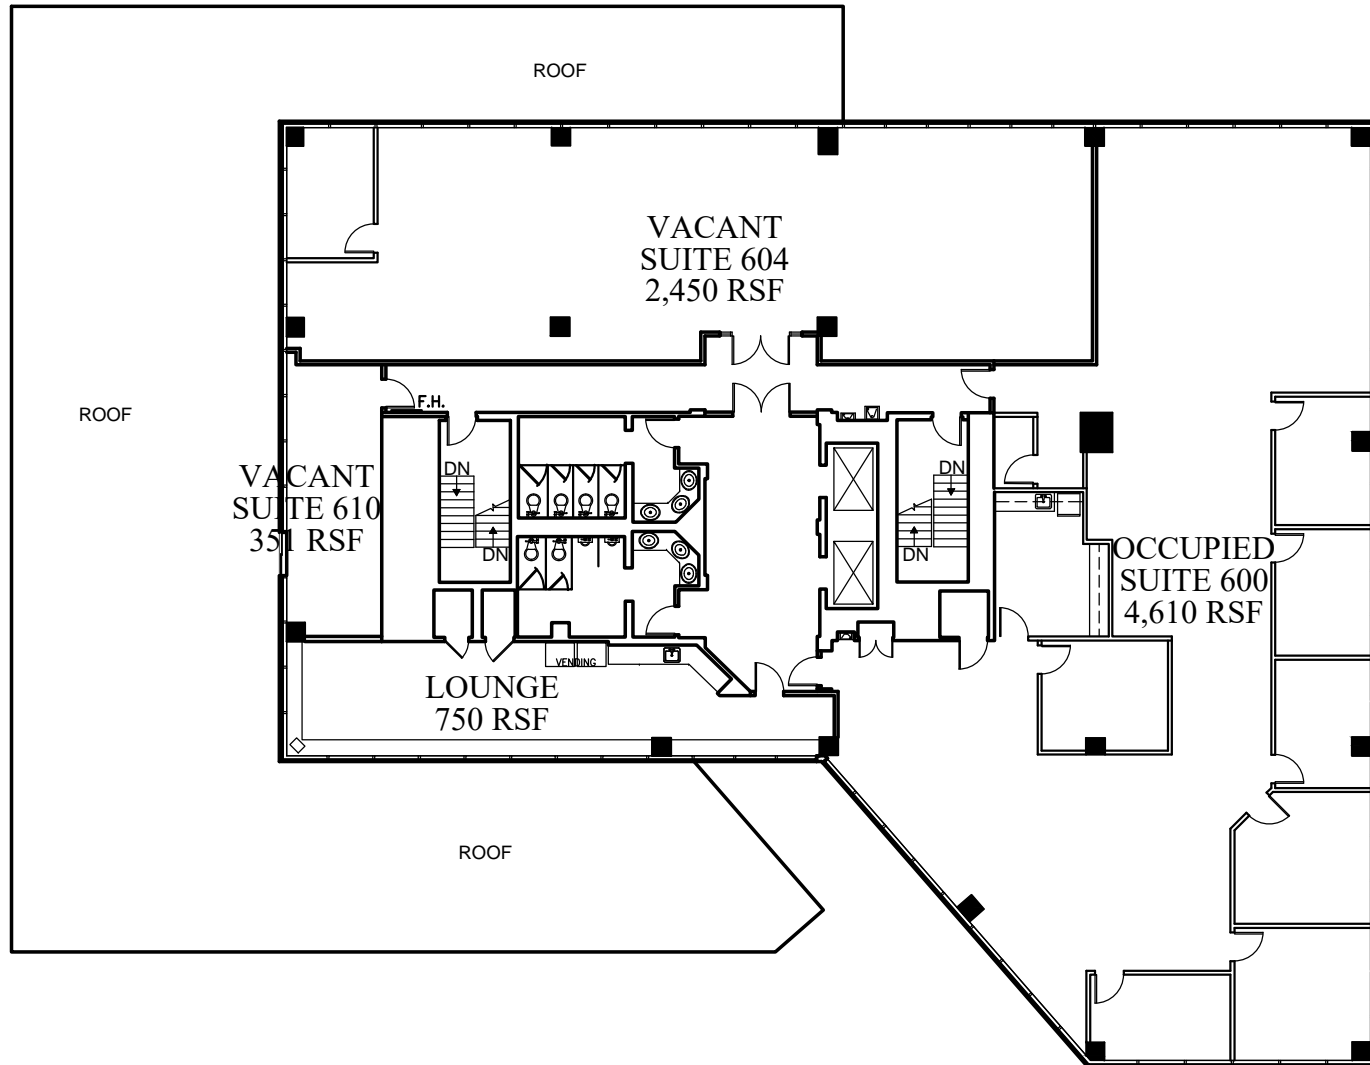 ROOF
VACANT
SUITE 604
2,450 RSF
ROOF
F.H.
VACANT
SUITE 610
351 RSF
DN
DN
DN
DN
OCCUPIED
SUITE 600
4,610 RSF
VENDING
LOUNGE
750 RSF
ROOF